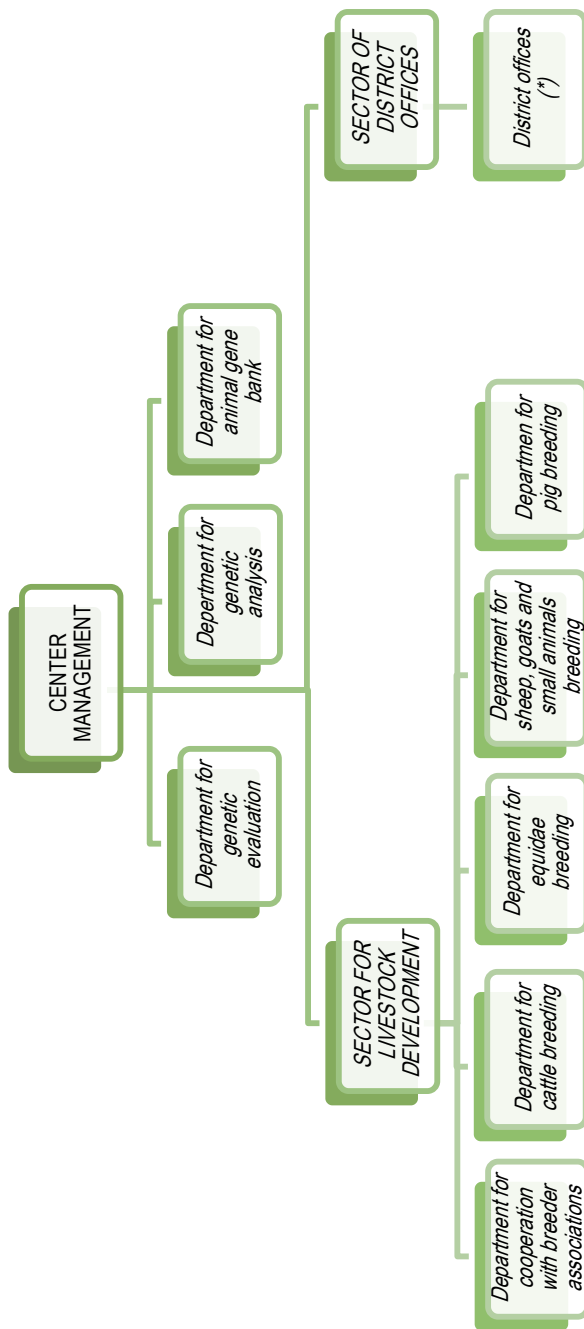 CENTER
MANAGEMENT
Department for
genetic
evaluation
Depertment for
genetic
analysis
Department for
animal gene
bank
SECTOR FOR
LIVESTOCK
DEVELOPMENT
SECTOR OF
DISTRICT
OFFICES
Department for
cooperation
with breeder
associations
Department for
cattle breeding
Department for
equidae
breeding
Department for
sheep, goats and
small animals
breeding
Departmen for
pig breeding
District offices
(*)